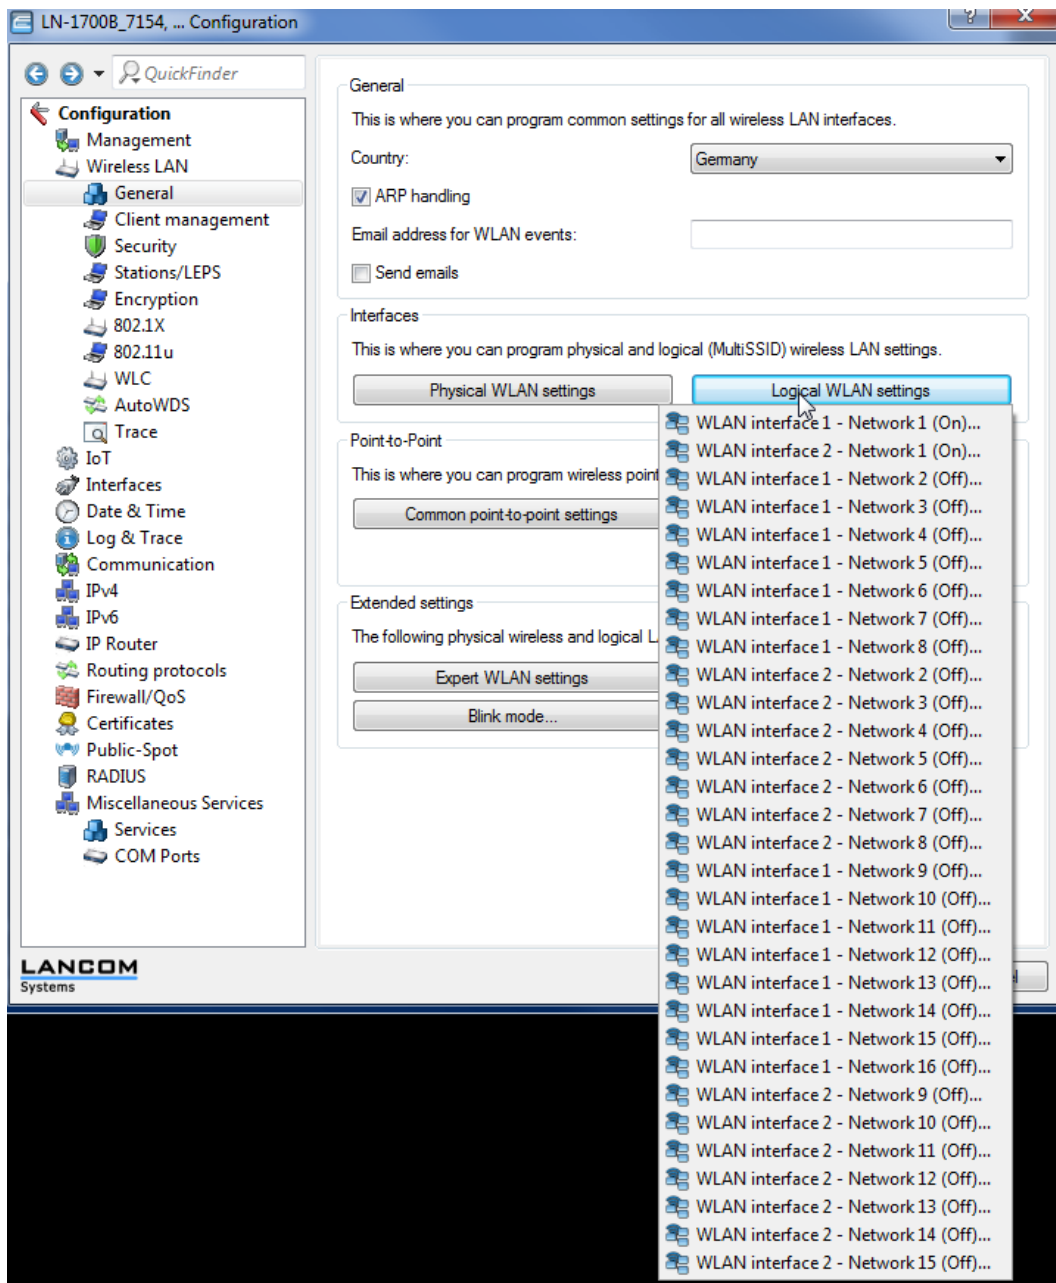 LN-1700B_7154, ... Configuration
?
X
QuickFinder
Configuration
Management
Wireless LAN
General
Client management
Security
Stations/LEPS
Encryption
802.1X
802.11u
WLC
AutoWDS
Trace
IoT
Interfaces
Date & Time
Log & Trace
Communication
IPv4
IPv6
IP Router
Routing protocols
Firewall/QoS
Certificates
Public-Spot
RADIUS
Miscellaneous Services
Services
COM Ports
LANCOM
Systems
General
This is where you can program common settings for all wireless LAN interfaces.
Country:
Germany
ARP handling
Email address for WLAN events:
Send emails
Interfaces
This is where you can program physical and logical (MultiSSID) wireless LAN settings.
Physical WLAN settings
Logical WLAN settings
Point-to-Point
This is where you can program wireless point
Common point-to-point settings
Extended settings
The following physical wireless and logical
Expert WLAN settings
Blink mode...
WLAN interface 1 - Network 1 (On)...
WLAN interface 2 - Network 1 (On)...
WLAN interface 1 - Network 2 (Off)...
WLAN interface 1 - Network 3 (Off)...
WLAN interface 1 - Network 4 (Off)...
WLAN interface 1 - Network 5 (Off)...
WLAN interface 1 - Network 6 (Off)...
WLAN interface 1 - Network 7 (Off)...
WLAN interface 1 - Network 8 (Off)...
WLAN interface 2 - Network 2 (Off)...
WLAN interface 2 - Network 3 (Off)...
WLAN interface 2 - Network 4 (Off)...
WLAN interface 2 - Network 5 (Off)...
WLAN interface 2 - Network 6 (Off)...
WLAN interface 2 - Network 7 (Off)...
WLAN interface 2 - Network 8 (Off)...
WLAN interface 1 - Network 9 (Off)...
WLAN interface 1 - Network 10 (Off)...
WLAN interface 1 - Network 11 (Off)...
WLAN interface 1 - Network 12 (Off)...
WLAN interface 1 - Network 13 (Off)...
WLAN interface 1 - Network 14 (Off)...
WLAN interface 1 - Network 15 (Off)...
WLAN interface 1 - Network 16 (Off)...
WLAN interface 2 - Network 9 (Off)...
WLAN interface 2 - Network 10 (Off)...
WLAN interface 2 - Network 11 (Off)...
WLAN interface 2 - Network 12 (Off)...
WLAN interface 2 - Network 13 (Off)...
WLAN interface 2 - Network 14 (Off)...
WLAN interface 2 - Network 15 (Off)...